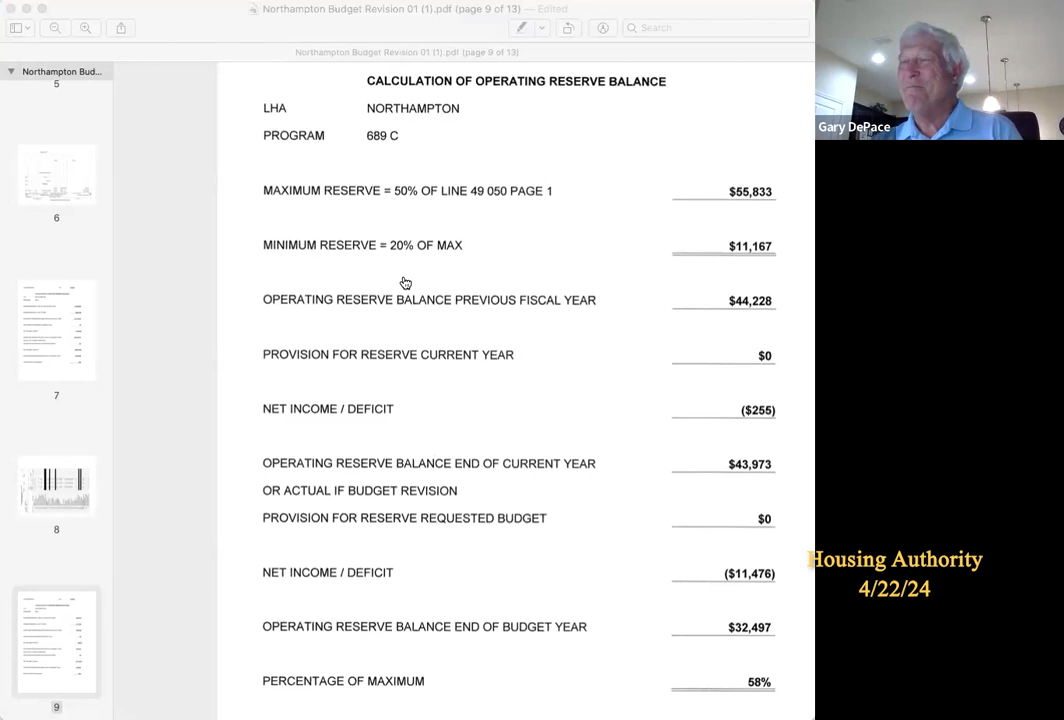 Northampton Budget Revision 01 (1).pdf (page 9 of 13) — Edited
Search
Northampton Budget Revision 01 (1).pdf (page 9 of 13)
Northampton Bud...
5
6
7
8
9
CALCULATION OF OPERATING RESERVE BALANCE
LHA NORTHAMPTON
PROGRAM 689 C
MAXIMUM RESERVE = 50% OF LINE 49 050 PAGE 1 $55,833
MINIMUM RESERVE = 20% OF MAX $11,167
OPERATING RESERVE BALANCE PREVIOUS FISCAL YEAR $44,228
PROVISION FOR RESERVE CURRENT YEAR $0
NET INCOME / DEFICIT ($255)
OPERATING RESERVE BALANCE END OF CURRENT YEAR $43,973
OR ACTUAL IF BUDGET REVISION
PROVISION FOR RESERVE REQUESTED BUDGET $0
NET INCOME / DEFICIT ($11,476)
OPERATING RESERVE BALANCE END OF BUDGET YEAR $32,497
PERCENTAGE OF MAXIMUM 58%
Gary DePace
Housing Authority
4/22/24